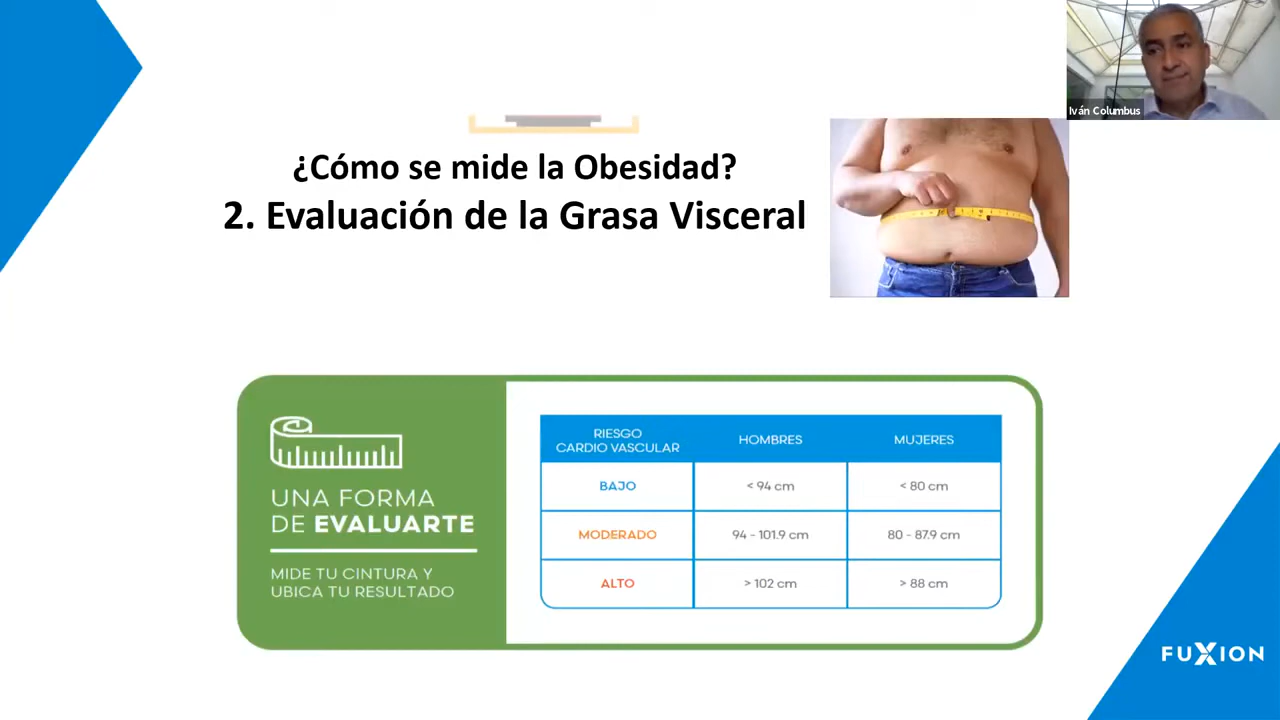 Iván Columbus
¿Cómo se mide la Obesidad?
2. Evaluación de la Grasa Visceral
UNA FORMA
DE EVALUARTE
MIDE TU CINTURA Y
UBICA TU RESULTADO
RIESGO
CARDIO VASCULAR
HOMBRES
MUJERES
BAJO
< 94 cm
< 80 cm
MODERADO
94 - 101.9 cm
80 - 87.9 cm
ALTO
> 102 cm
> 88 cm
FUXION